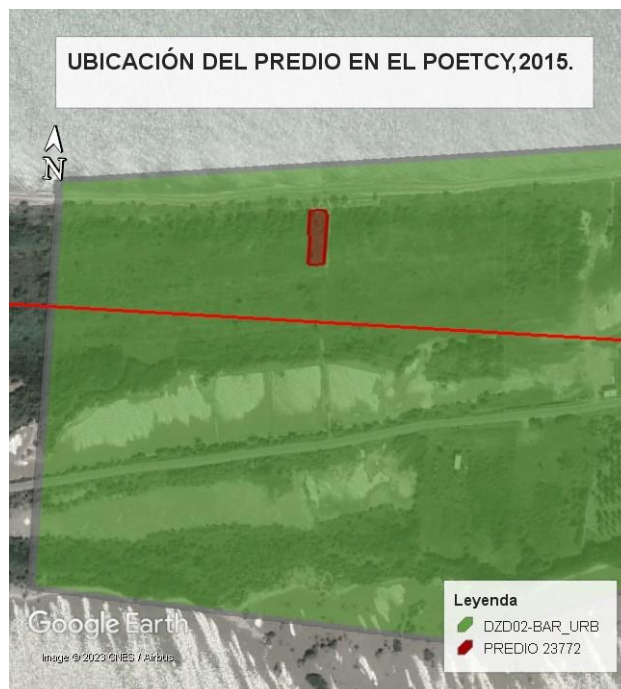 UBICACIÓN DEL PREDIO EN EL POETCY,2015.
N
Leyenda
DZD02-BAR_URB
PREDIO 23772
Google Earth
Image © 2023 CNES / Airbus